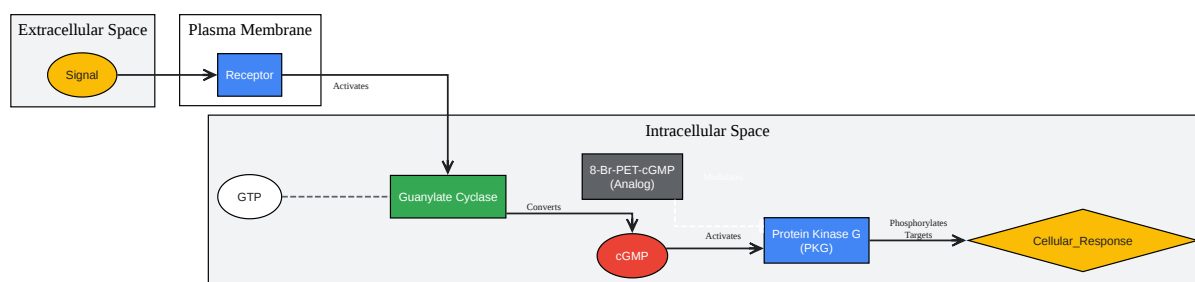 Extracellular Space
Plasma Membrane
Signal
Receptor
Activates
Intracellular Space
8-Br-PET-cGMP
(Analog)
GTP
Guanylate Cyclase
Converts
cGMP
Activates
Protein Kinase G
(PKG)
Phosphorylates
Targets
Cellular_Response